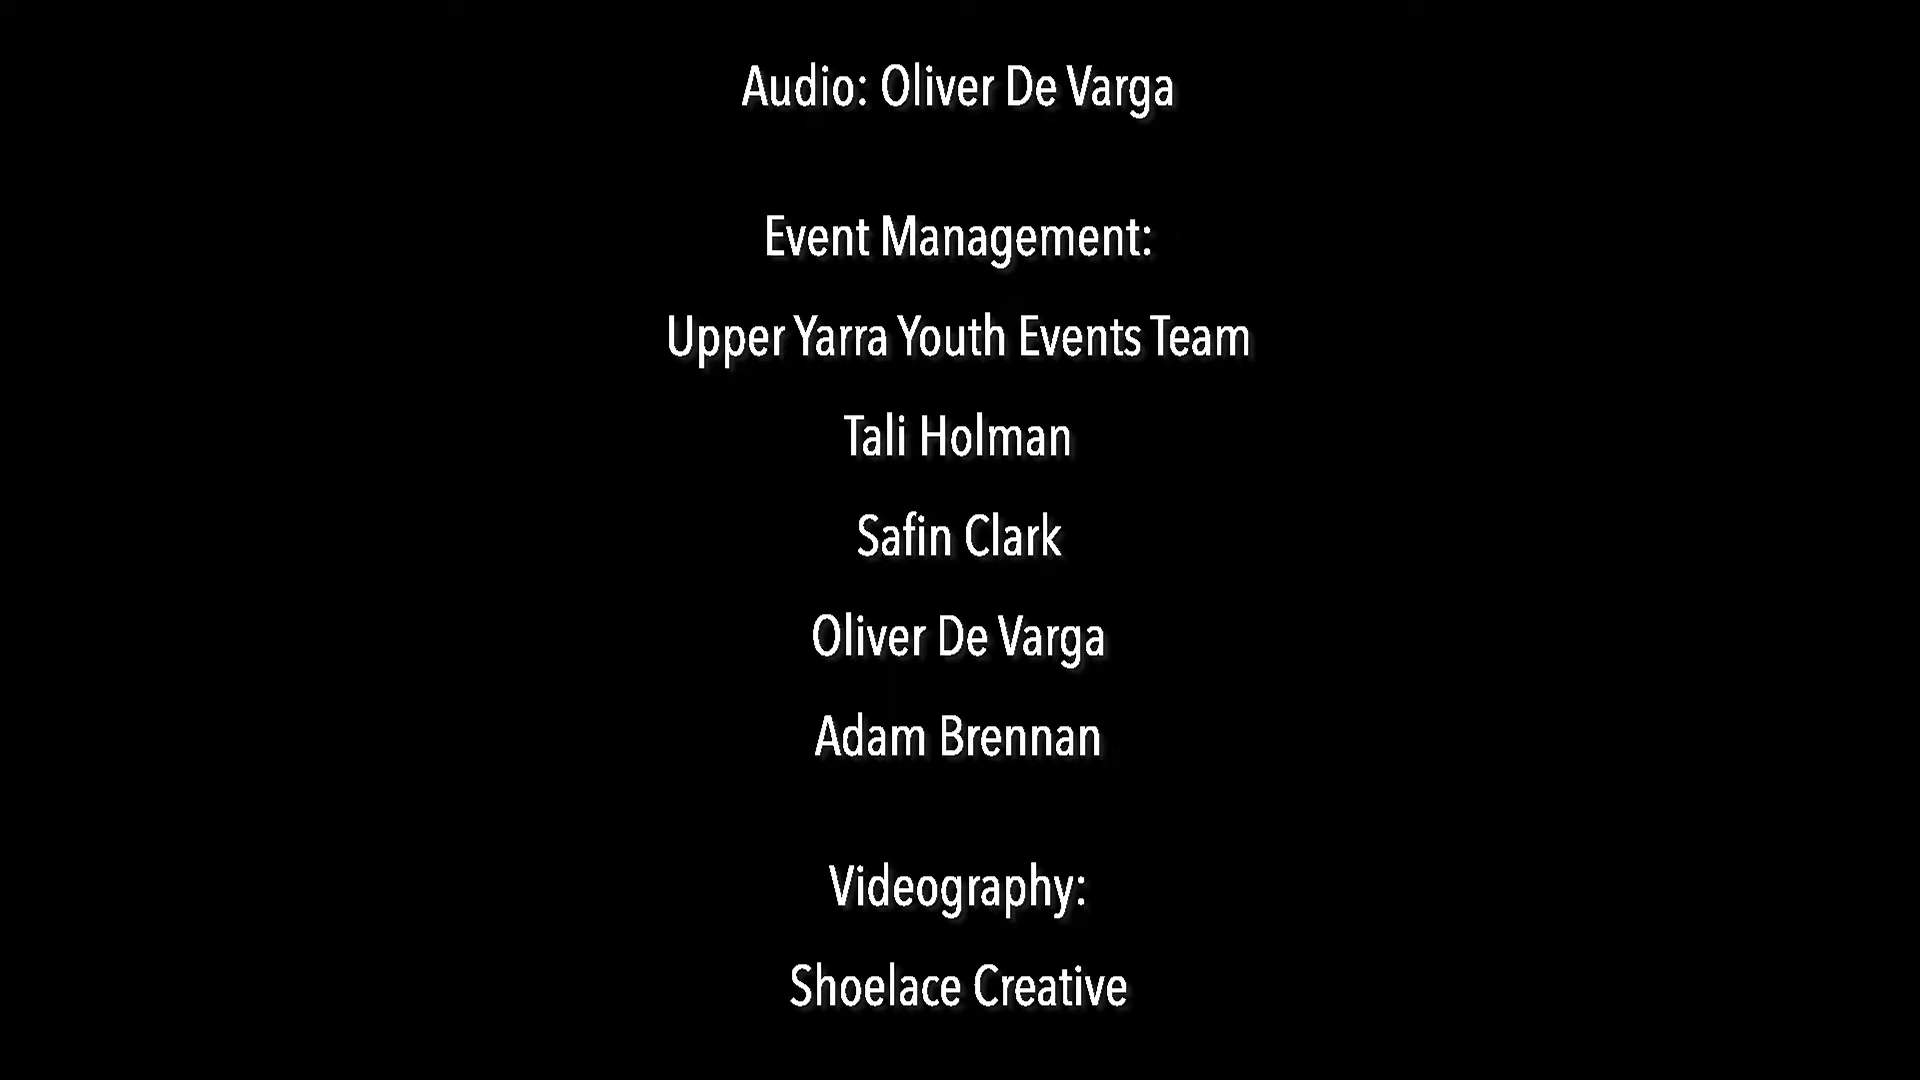 Audio: Oliver De Varga
Event Management:
Upper Yarra Youth Events Team
Tali Holman
Safin Clark
Oliver De Varga
Adam Brennan
Videography:
Shoelace Creative